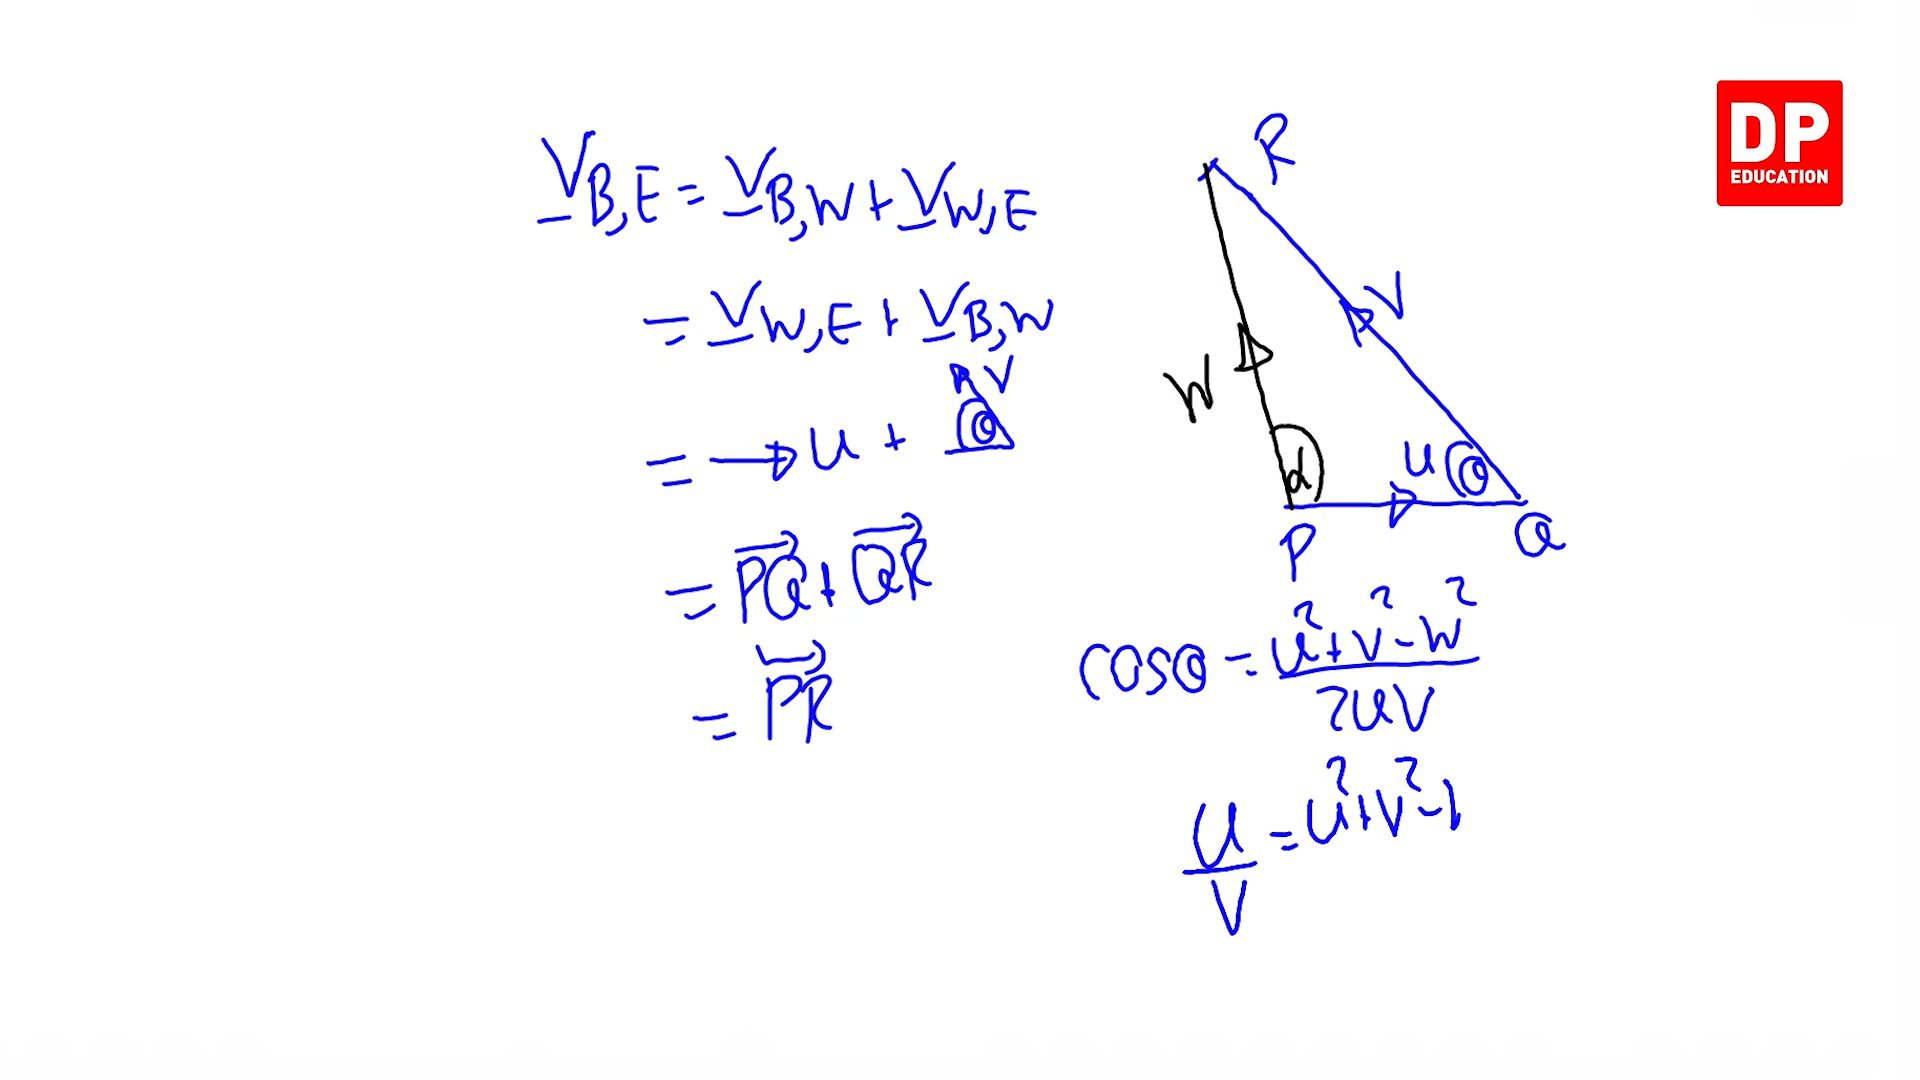 V_B,E = V_B,W + V_W,E
= V_W,E + V_B,W
= → u + θ V
= PQ + QR
= PR
R
V
W
α
u
θ
P
Q
cosθ = u² + v² - w² / 2uv
u / v = u² + v² - 1
DP
EDUCATION